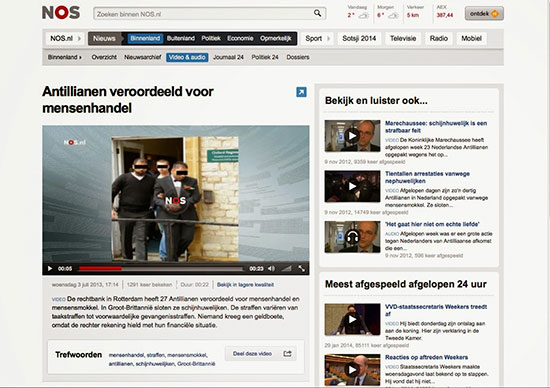 NOS
Zoeken binnen NOS.nl
Vandaag
2°
Morgen
6°
Verkeer
5 km
AEX
387,44
ontdek
NOS.nl
Nieuws
Binnenland
Buitenland
Politiek
Economie
Opmerkelijk
Sport
Sotsji 2014
Televisie
Radio
Mobiel
Binnenland
Overzicht
Nieuwsarchief
Video & audio
Journaal 24
Politiek 24
Dossiers
Antillianen veroordeeld voor
mensenhandel
NOS.nl
NOS
00:05
00:23
woensdag 3 juli 2013, 17:14
1291 keer bekeken
Duur: 00:22
Bekijk in lagere kwaliteit
VIDEO De rechtbank in Rotterdam heeft 27 Antillianen veroordeeld voor mensenhandel en
mensensmokkel. In Groot-Brittannië sloten ze schijnhuwelijken. De straffen variëren van
taakstraffen tot voorwaardelijke gevangenisstraffen. Niemand kreeg een geldboete,
omdat de rechter rekening hield met hun financiële situatie.
Trefwoorden
mensenhandel, straffen, mensensmokkel,
antillianen, schijnhuwelijken, Groot-Brittannië
Deel deze video
Bekijk en luister ook...
Marechaussee: schijnhuwelijk is een
strafbaar feit
VIDEO De Koninklijke Marechaussee heeft
afgelopen week 23 Nederlandse Antillianen
opgepakt wegens het op...
9 nov 2012, 9359 keer afgespeeld
Tientallen arrestaties vanwege
nephuwelijken
VIDEO Afgelopen dagen zijn zo'n dertig
Antillianen in Nederland opgepakt vanwege
mensensmokkel. Ze sloten...
9 nov 2012, 14749 keer afgespeeld
'Het gaat hier niet om echte liefde'
AUDIO Afgelopen week was er een grote actie
tegen Nederlanders van Antilliaanse afkomst
die een...
9 nov 2012, 596 keer afgespeeld
Meest afgespeeld afgelopen 24 uur
VVD-staatssecretaris Weekers treedt
af
VIDEO Hij biedt donderdag zijn ontslag aan
aan de koning. Hier zijn verklaring in de
Tweede Kamer.
29 jan 2014, 85111 keer afgespeeld
Reacties op aftreden Weekers
VIDEO Staatssecretaris Weekers maakte
woensdagavond laat bekend op te stappen.
Hij vond dat hij niet...